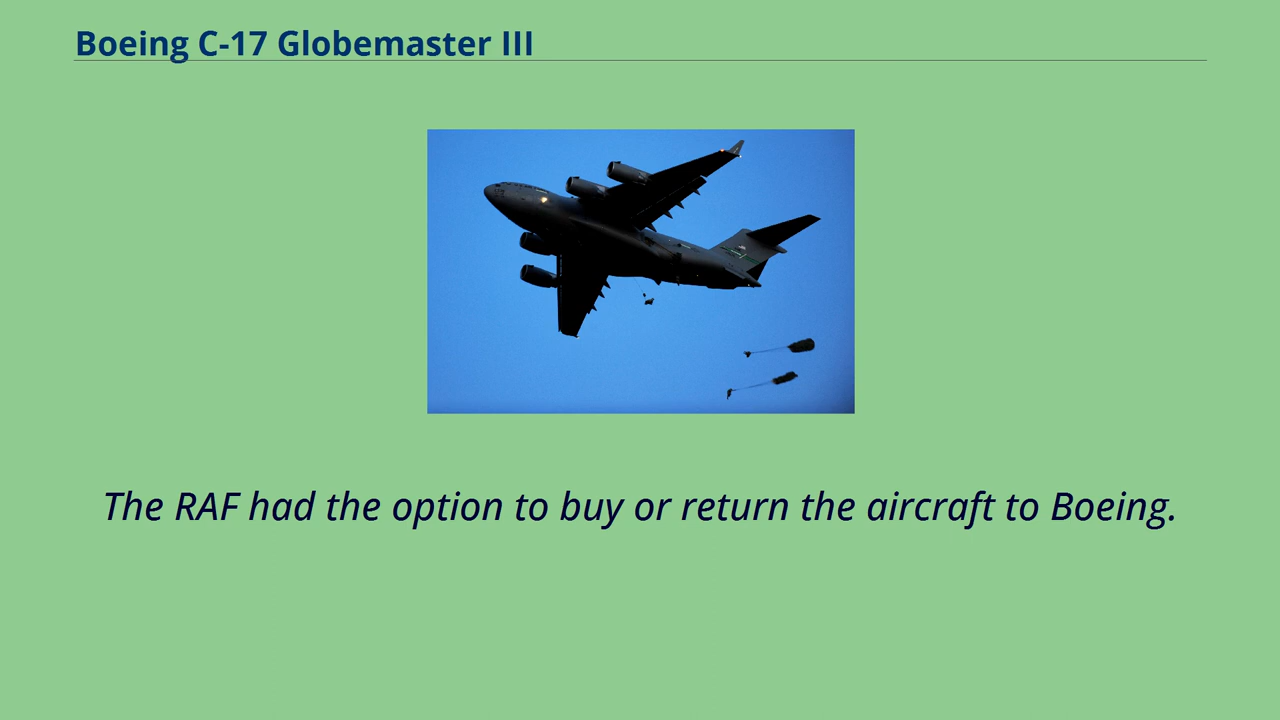 Boeing C-17 Globemaster III
The RAF had the option to buy or return the aircraft to Boeing.